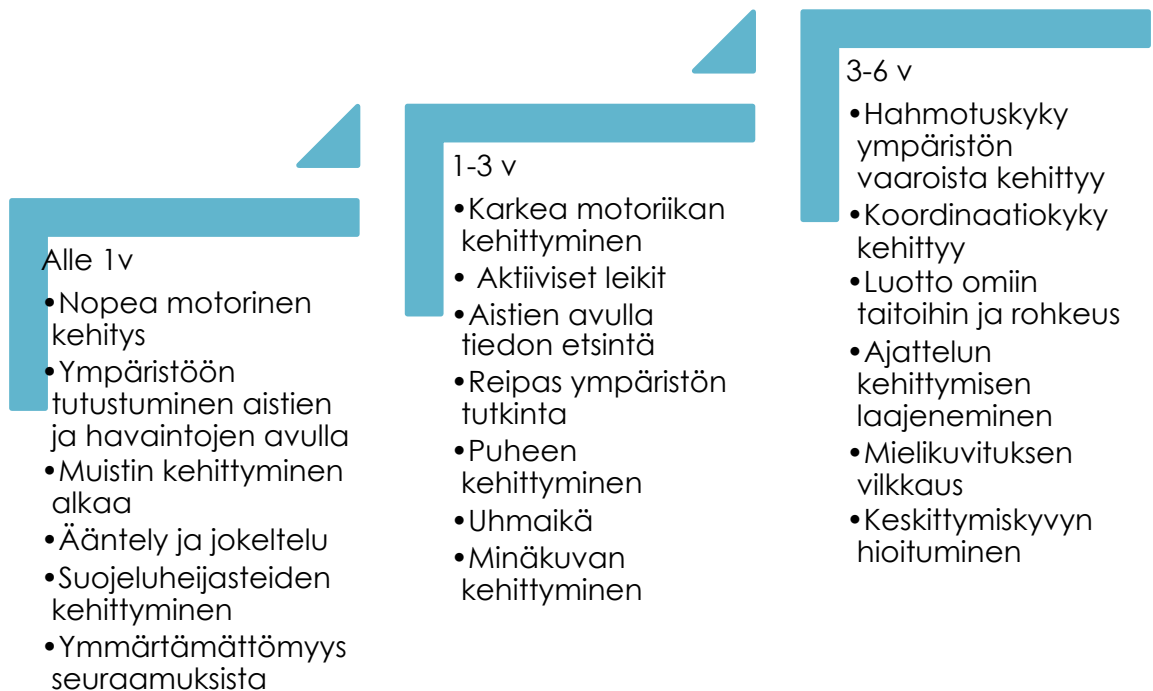 Alle 1v
•Nopea motorinen
kehitys
•Ympäristöön
tutustuminen aistien
ja havaintojen avulla
•Muistin kehittyminen
alkaa
•Ääntely ja jokeltelu
•Suojeluheijasteiden
kehittyminen
•Ymmärtämättömyys
seuraamuksista
1-3 v
•Karkea motoriikan
kehittyminen
• Aktiiviset leikit
•Aistien avulla
tiedon etsintä
•Reipas ympäristön
tutkinta
•Puheen
kehittyminen
•Uhmaikä
•Minäkuvan
kehittyminen
3-6 v
•Hahmotuskyky
ympäristön
vaaroista kehittyy
•Koordinaatiokyky
kehittyy
•Luotto omiin
taitoihin ja rohkeus
•Ajattelun
kehittymisen
laajeneminen
•Mielikuvituksen
vilkkaus
•Keskittymiskyvyn
hioituminen